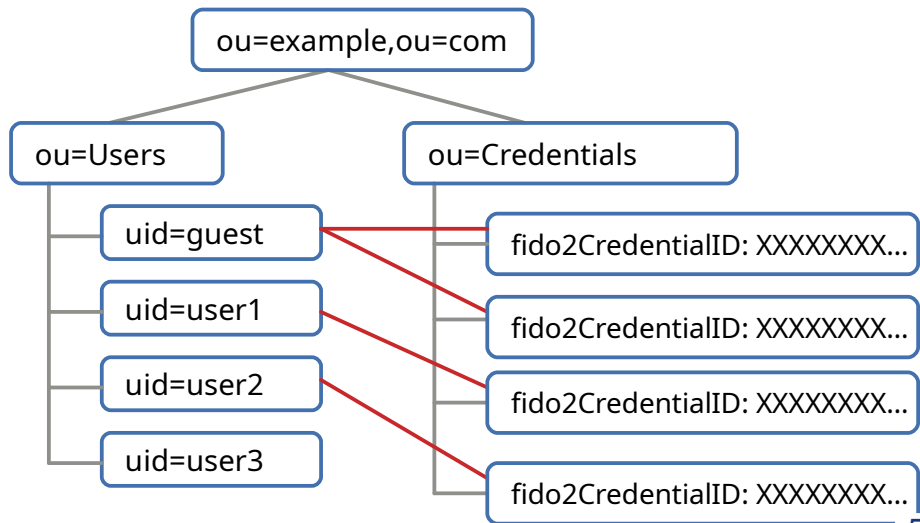 ou=example,ou=com
ou=Users
ou=Credentials
uid=guest
uid=user1
uid=user2
uid=user3
fido2CredentialID: XXXXXXXX...
fido2CredentialID: XXXXXXXX...
fido2CredentialID: XXXXXXXX...
fido2CredentialID: XXXXXXXX...